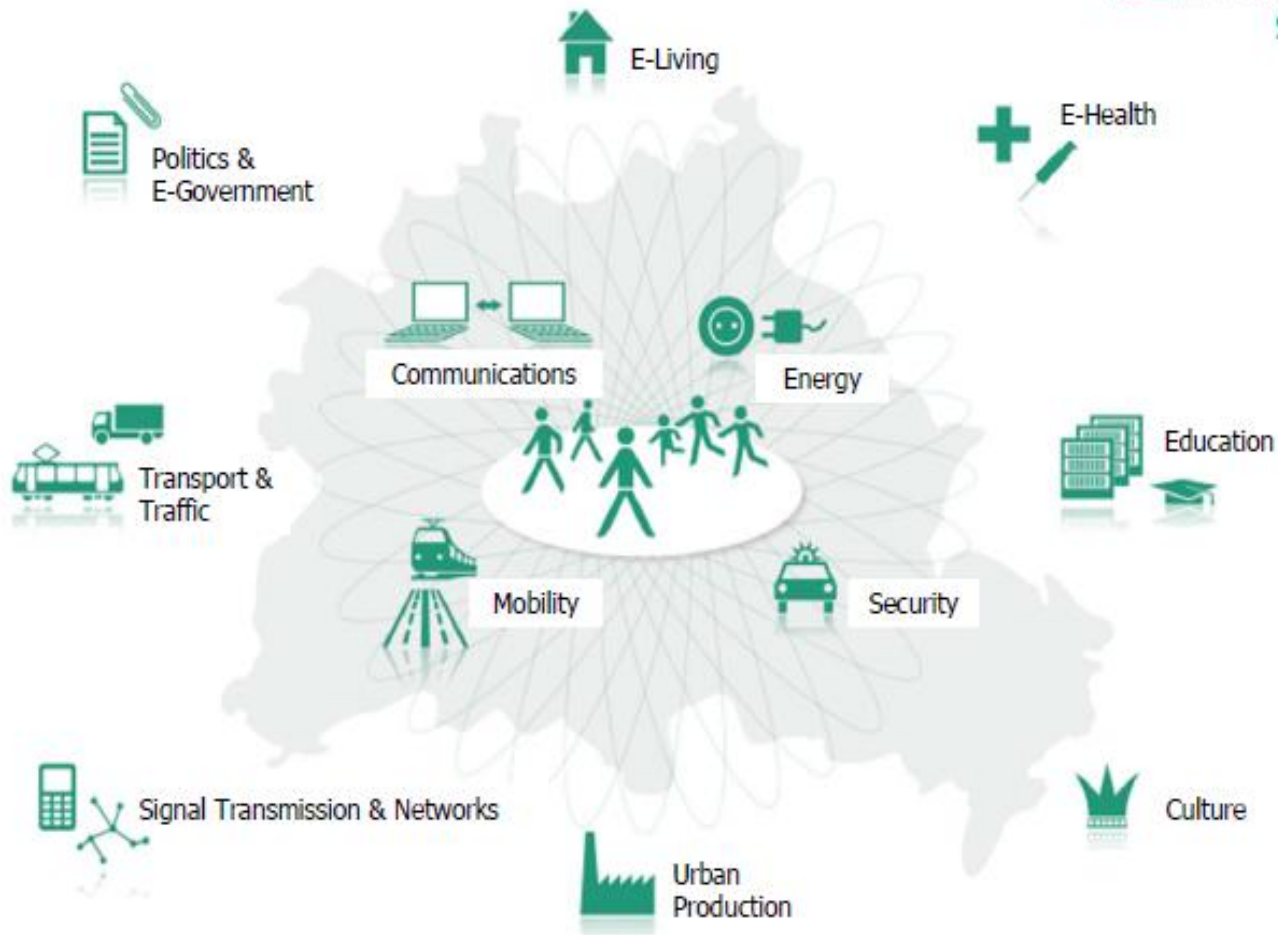 E-Living
E-Health
Politics &
E-Government
Communications
Energy
Education
Transport &
Traffic
Mobility
Security
Signal Transmission & Networks
Culture
Urban
Production